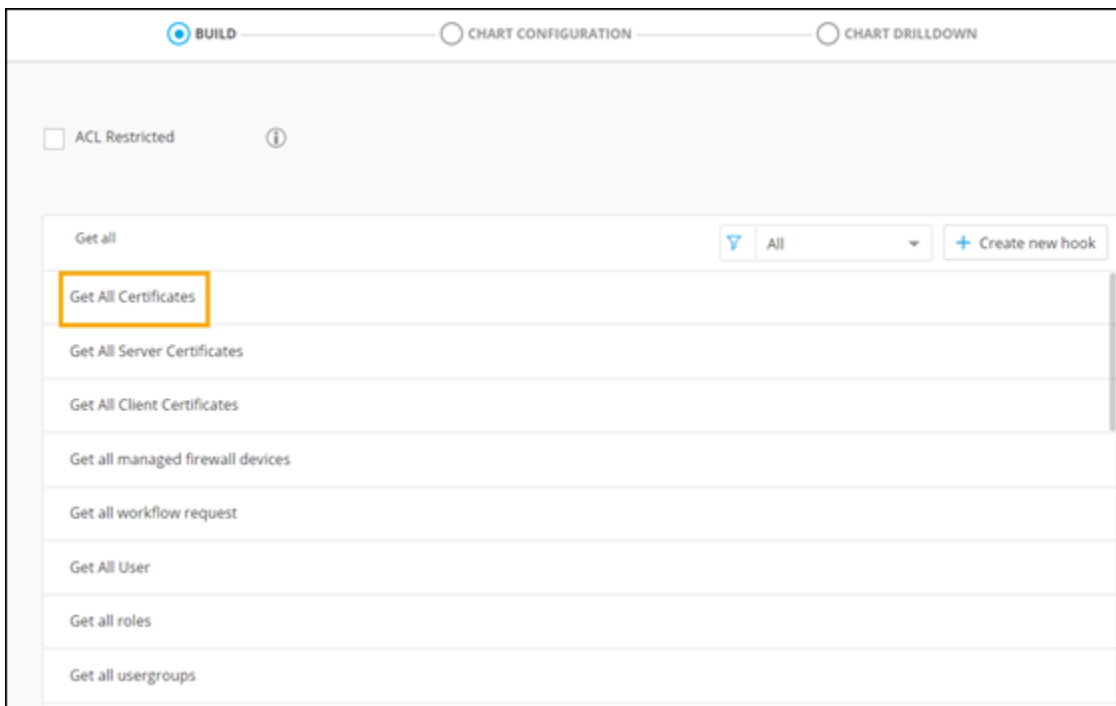 BUILD CHART CONFIGURATION CHART DRILLDOWN
ACL Restricted
Get all All + Create new hook
Get All Certificates
Get All Server Certificates
Get All Client Certificates
Get all managed firewall devices
Get all workflow request
Get All User
Get all roles
Get all usergroups